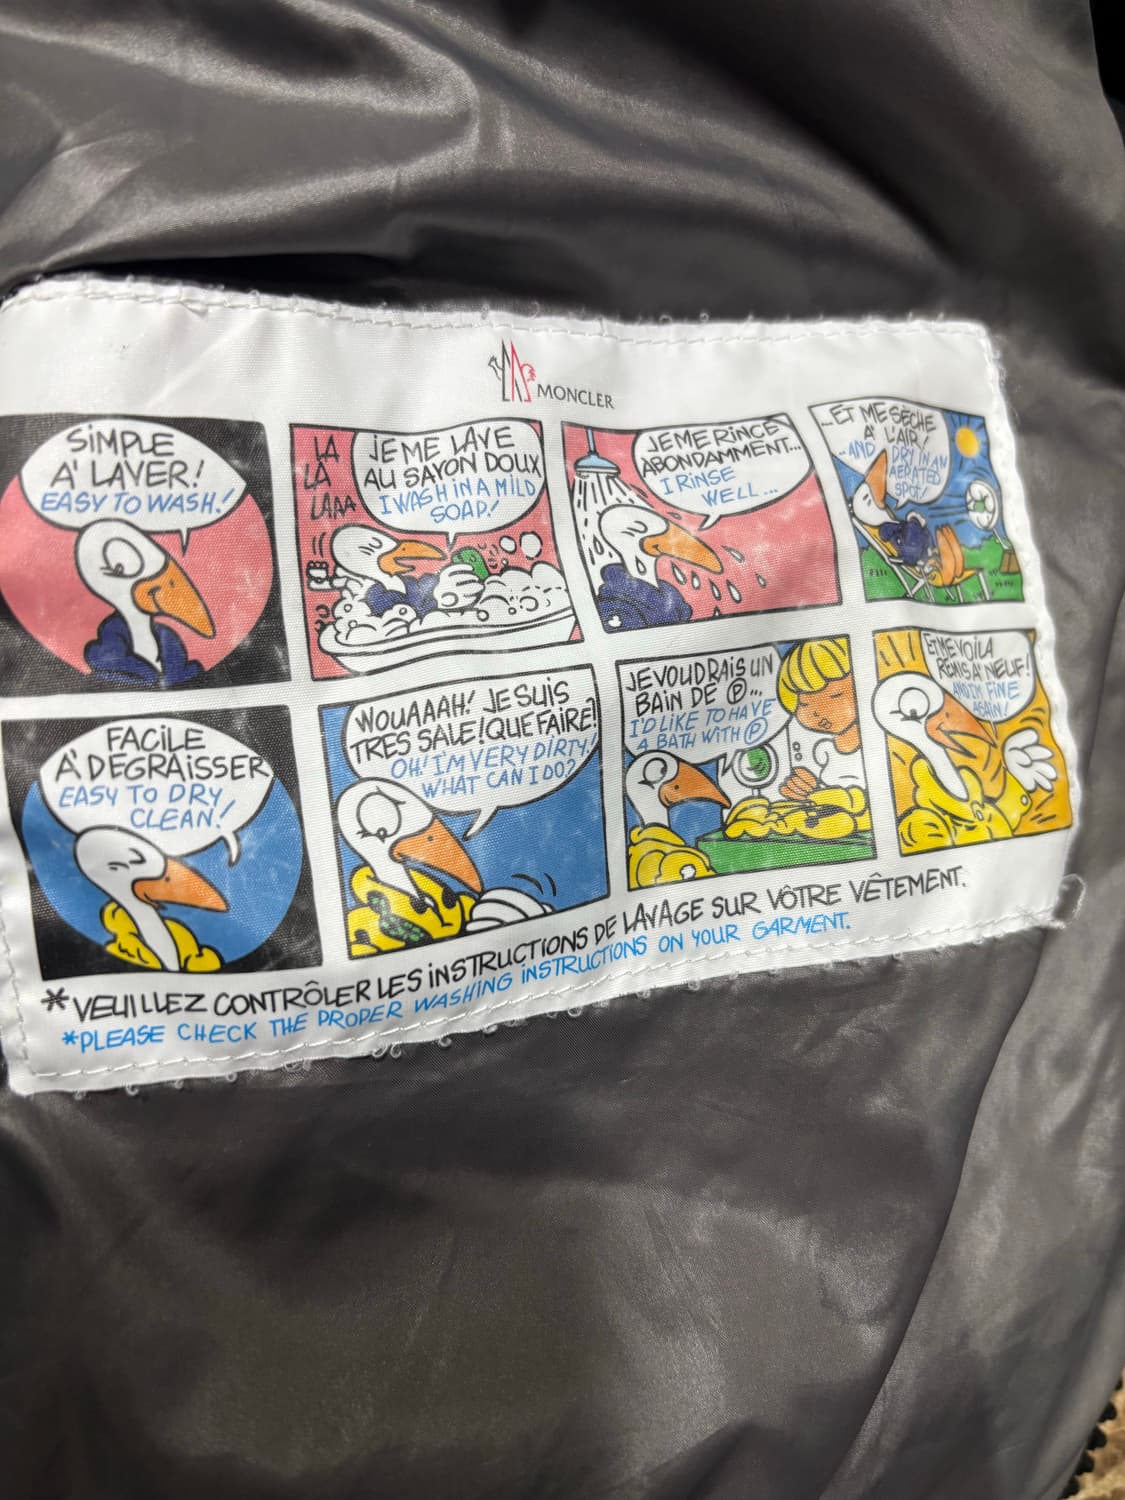 MONCLER
SiMPLE
A' LAVER!
EASY TO WASH!
LA
LA
LAAA
JE ME LAVE
AU SAVON DOUX
I WASH IN A MILD
SOAP!
JE ME RINCE
ABONDAMMENT...
I RINSE
WELL...
...ET ME SÈCHE
A' L'AIR!
-AND DRY IN AN
AERATED
SPOT!
FACiLE
A' DEGRAiSSER
EASY TO DRY
CLEAN!
WOUAAAH! JE SUiS
TRES SALE! QUE FAiRE?
OH! I'M VERY DIRTY!
WHAT CAN I DO?
JE VOUDRAiS UN
BAiN DE Ⓟ...
I'D LIKE TO HAVE
A BATH WITH Ⓟ
ET ME VOiLA
REMiS A' NEUF!
AND I'M FINE
AGAIN!
*VEUILLEZ CONTRÔLER LES iNSTRUCTiONS DE LAVAGE SUR VÔTRE VÊTEMENT.
*PLEASE CHECK THE PROPER WASHING INSTRUCTIONS ON YOUR GARMENT.